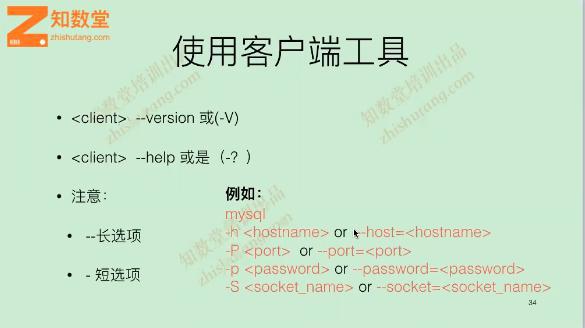 知数堂
zhishutang.com
使用客户端工具
知数堂培训出品
zhishutang.com
知数堂培训出品
zhishutang.com
• <client> --version 或(-V)
• <client> --help 或是（-? ）
• 注意：
• --长选项
• - 短选项
例如：
mysql
-h <hostname> or --host=<hostname>
-P <port> or --port=<port>
-p <password> or --password=<password>
-S <socket_name> or --socket=<socket_name>
知数堂培训出品
zhishutang.com
34